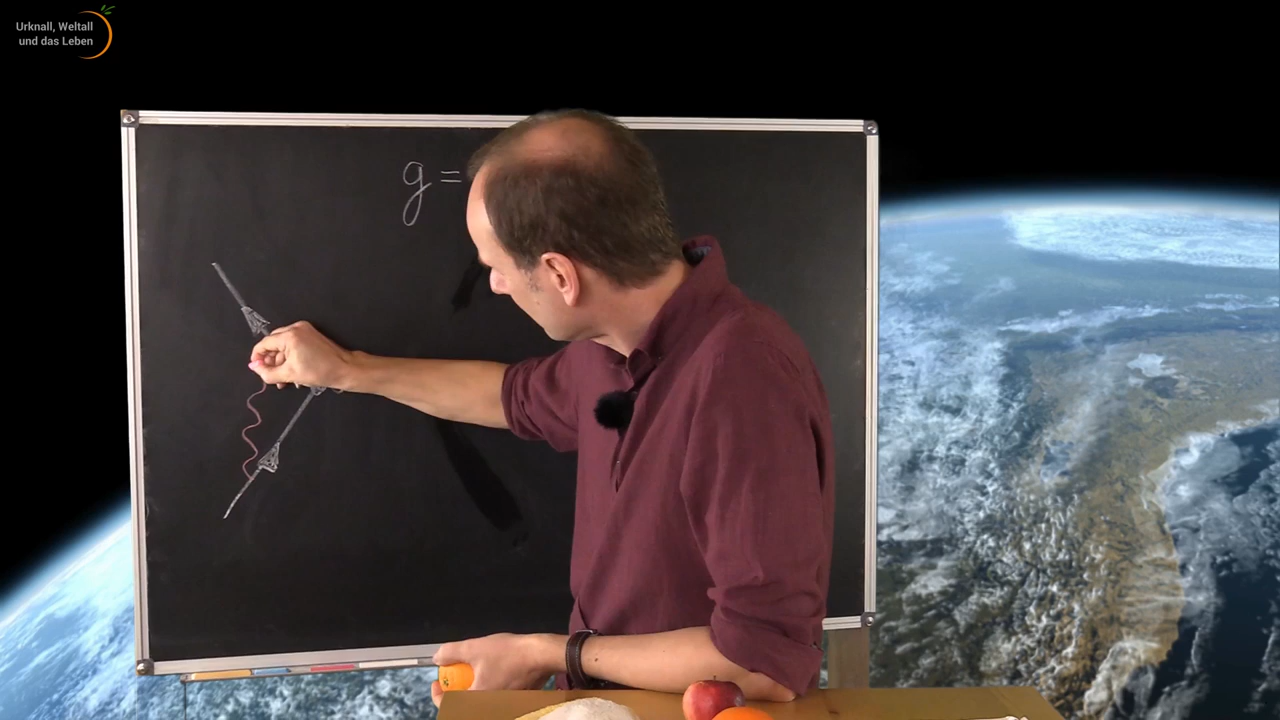 Urknall, Weltall
und das Leben
g =